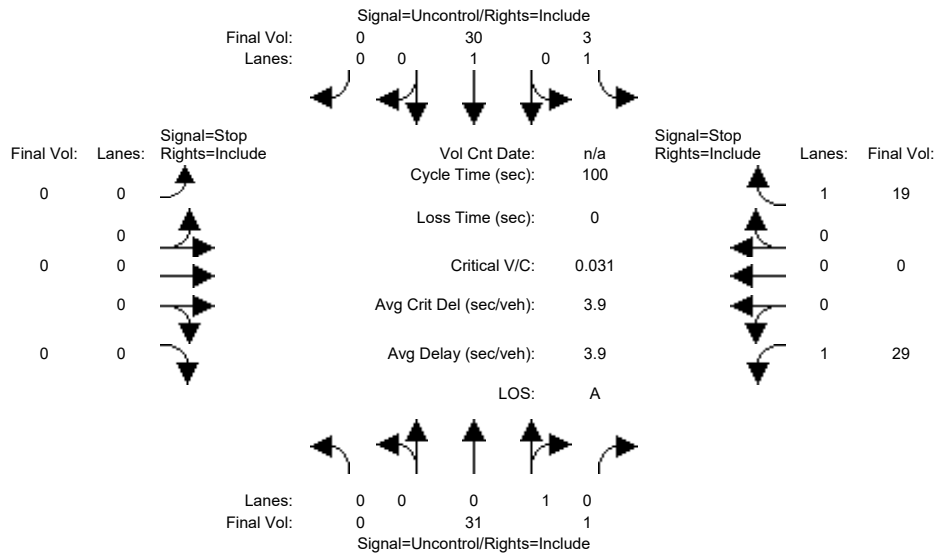 Signal=Uncontrol/Rights=Include
Final Vol: 0 30 3
Lanes: 0 0 1 0 1
Signal=Stop
Final Vol: Lanes: Rights=Include
Vol Cnt Date: n/a
Signal=Stop
Rights=Include Lanes: Final Vol:
Cycle Time (sec): 100
0 0
1 19
Loss Time (sec): 0
0
0
0 0
Critical V/C: 0.031
0 0
0
Avg Crit Del (sec/veh): 3.9
0
0 0
Avg Delay (sec/veh): 3.9
1 29
LOS: A
Lanes: 0 0 0 1 0
Final Vol: 0 31 1
Signal=Uncontrol/Rights=Include